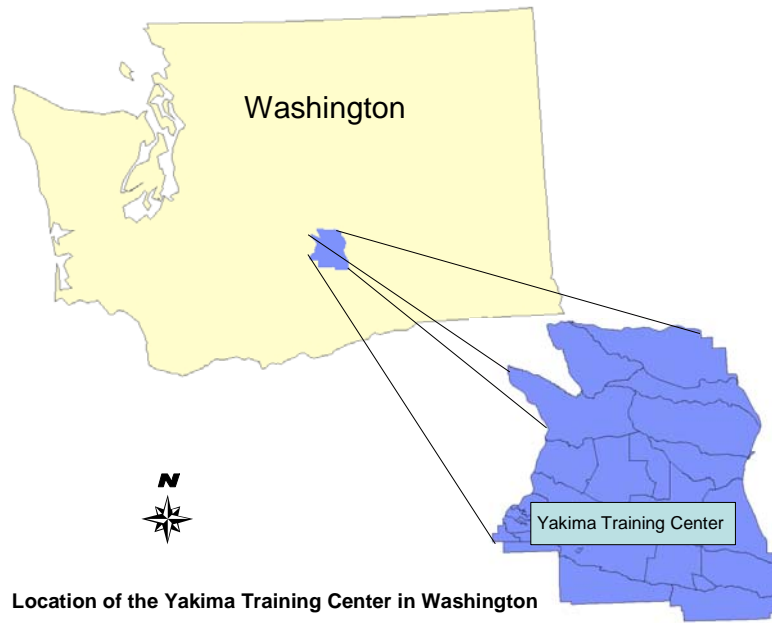 Washington
N
Yakima Training Center
Location of the Yakima Training Center in Washington